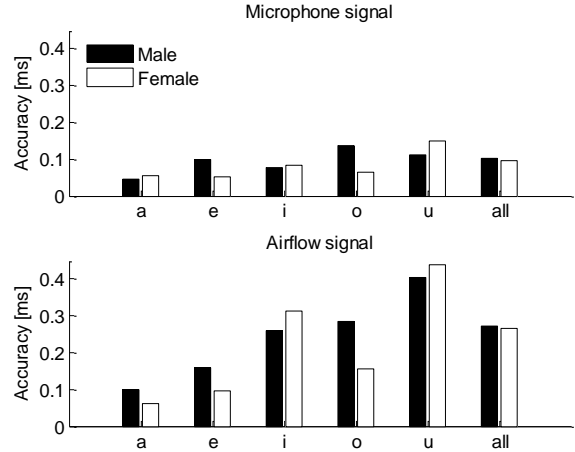 Microphone signal
Accuracy [ms]
0.4
0.3
0.2
0.1
0
Male
Female
a e i o u all
Airflow signal
Accuracy [ms]
0.4
0.3
0.2
0.1
0
a e i o u all